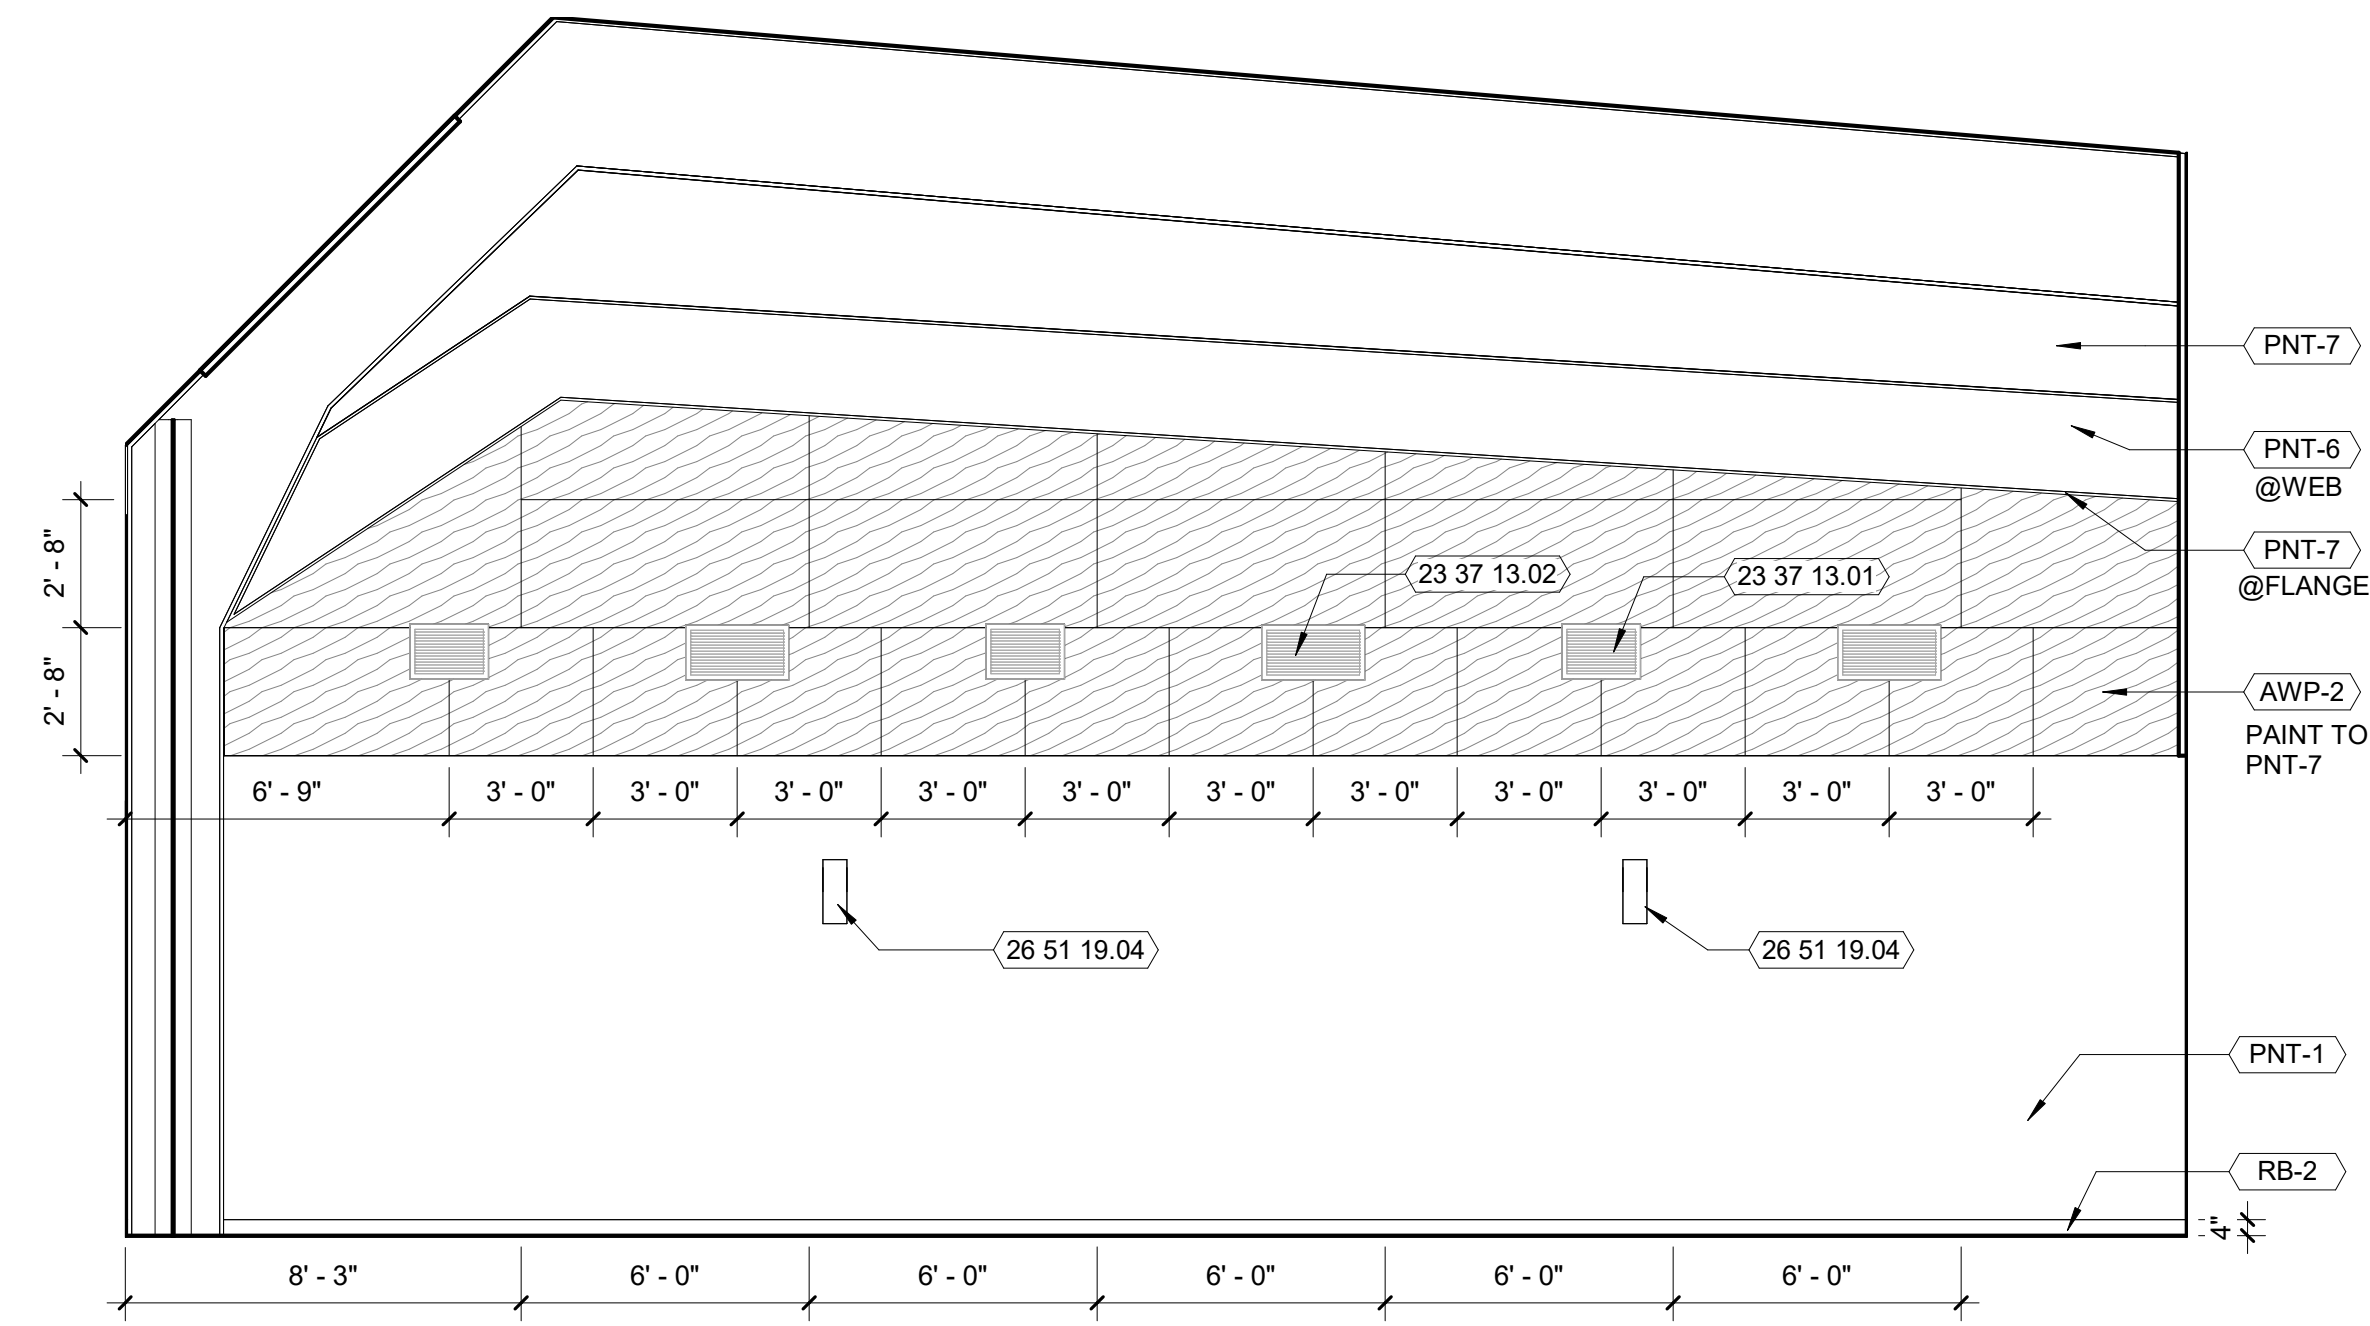 PNT-7
PNT-6
@WEB
2' - 8"
PNT-7
@FLANGE
23 37 13.02
23 37 13.01
2' - 8"
AWP-2
PAINT TO
PNT-7
6' - 9"
3' - 0"
3' - 0"
3' - 0"
3' - 0"
3' - 0"
3' - 0"
3' - 0"
3' - 0"
3' - 0"
3' - 0"
3' - 0"
26 51 19.04
26 51 19.04
PNT-1
RB-2
4"
8' - 3"
6' - 0"
6' - 0"
6' - 0"
6' - 0"
6' - 0"